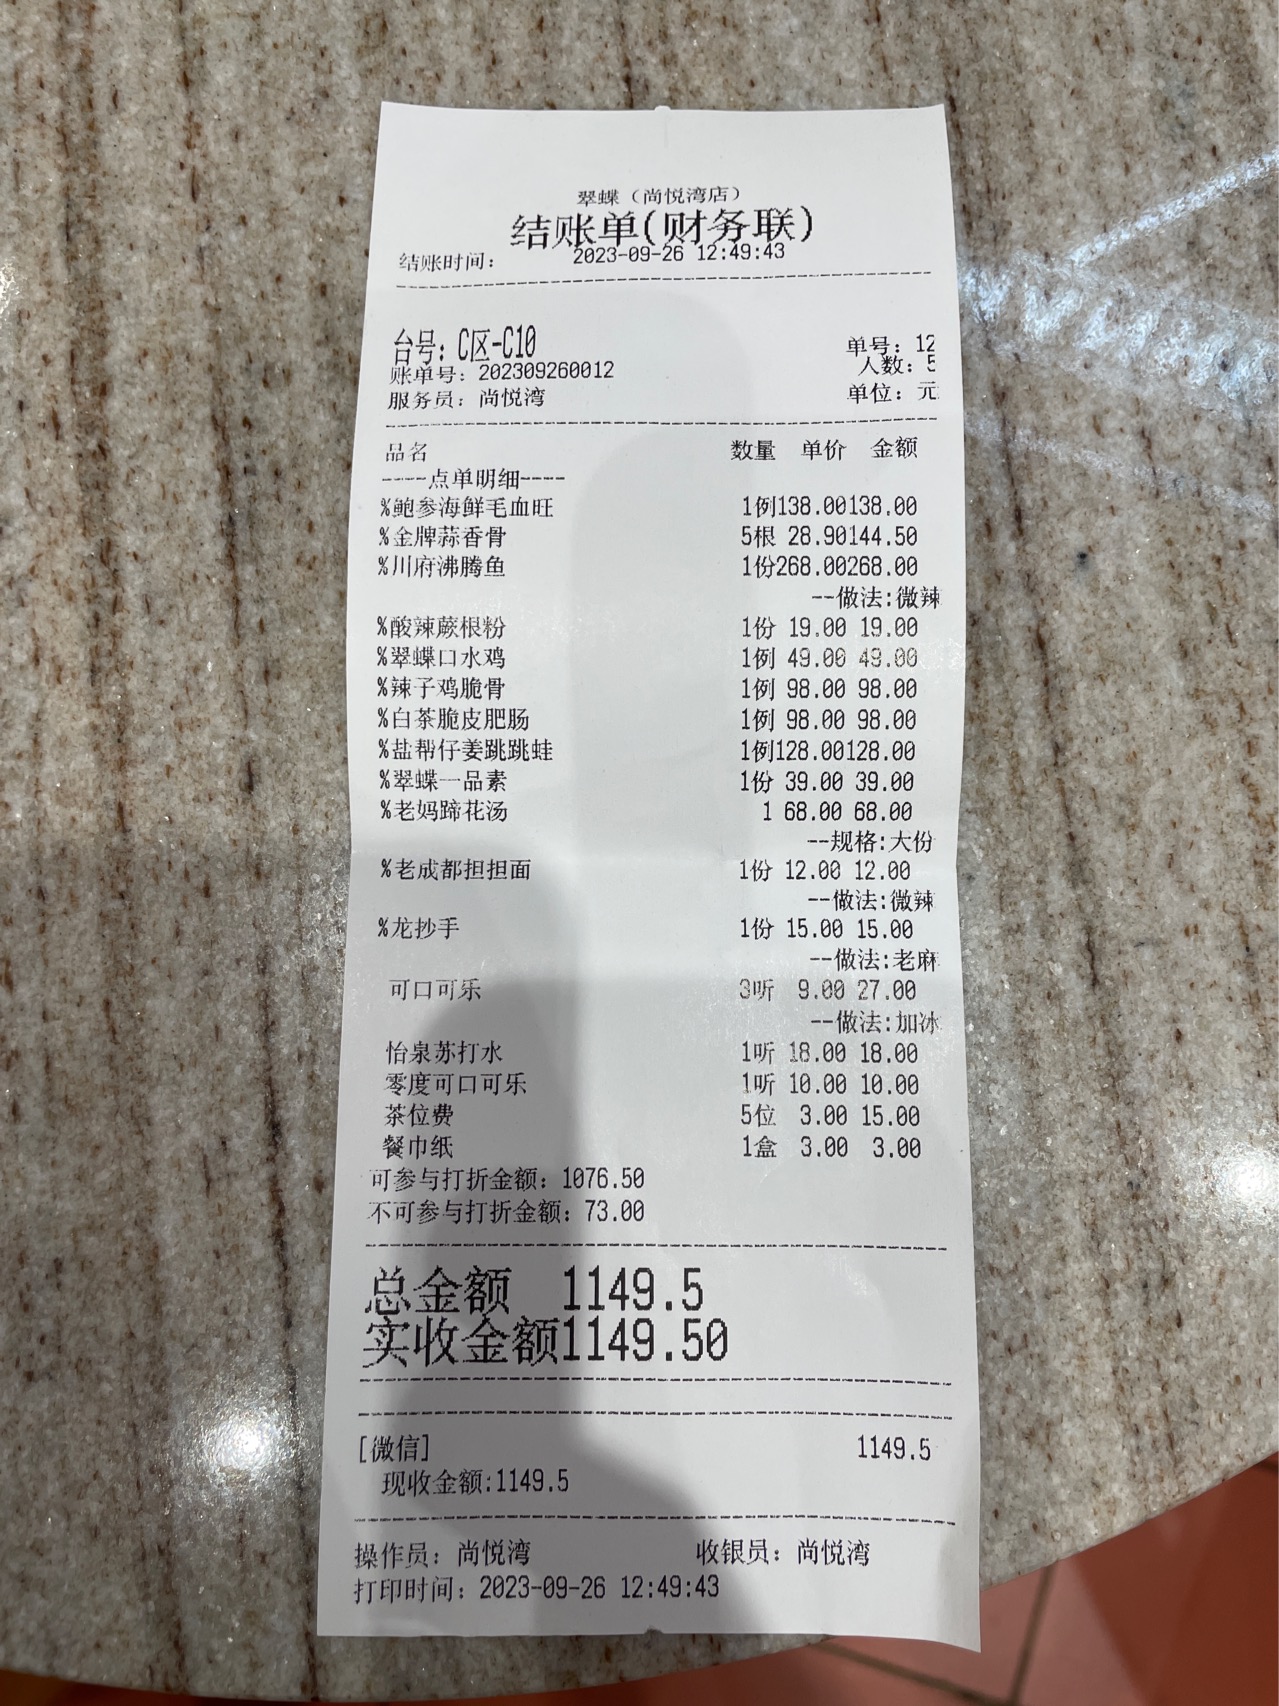 翠蝶（尚悦湾店）
结账单(财务联)
结账时间： 2023-09-26 12:49:43
台号：C区-C10 单号：12
账单号：202309260012 人数：5
服务员：尚悦湾 单位：元
品名 数量 单价 金额
----点单明细----
%鲍参海鲜毛血旺 1例138.00138.00
%金牌蒜香骨 5根 28.90144.50
%川府沸腾鱼 1份268.00268.00
--做法:微辣
%酸辣蕨根粉 1份 19.00 19.00
%翠蝶口水鸡 1例 49.00 49.00
%辣子鸡脆骨 1例 98.00 98.00
%白茶脆皮肥肠 1例 98.00 98.00
%盐帮仔姜跳跳蛙 1例128.00128.00
%翠蝶一品素 1份 39.00 39.00
%老妈蹄花汤 1 68.00 68.00
--规格:大份
%老成都担担面 1份 12.00 12.00
--做法:微辣
%龙抄手 1份 15.00 15.00
--做法:老麻
可口可乐 3听 9.00 27.00
--做法:加冰
怡泉苏打水 1听 18.00 18.00
零度可口可乐 1听 10.00 10.00
茶位费 5位 3.00 15.00
餐巾纸 1盒 3.00 3.00
可参与打折金额：1076.50
不可参与打折金额：73.00
总金额 1149.5
实收金额1149.50
[微信] 1149.5
现收金额:1149.5
操作员：尚悦湾 收银员：尚悦湾
打印时间：2023-09-26 12:49:43